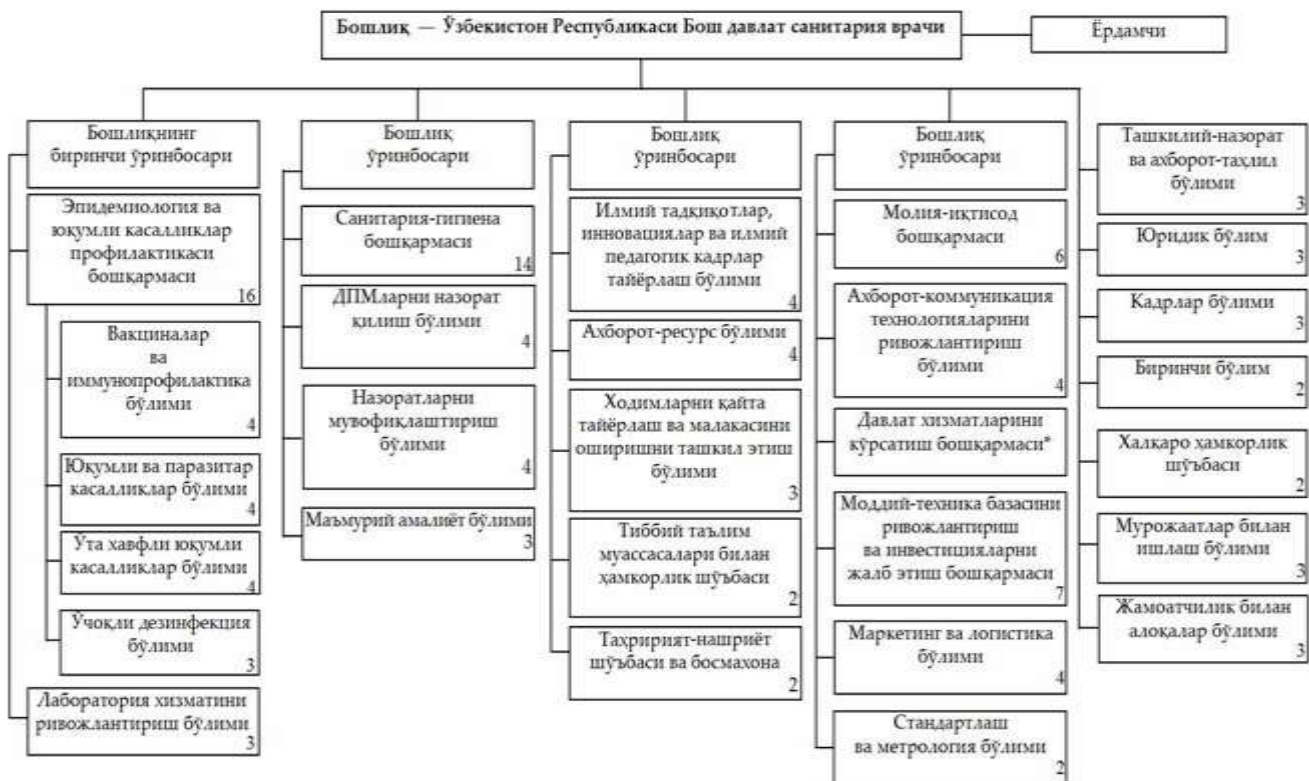 Бошлиқ — Ўзбекистон Республикаси Бош давлат санитария врачи
Ёрдамчи
Бошлиқнинг
биринчи ўринбосари
Эпидемиология ва
юқумли касалликлар
профилактикаси
бошқармаси
16
Вакциналар
ва
иммунопрофилактика
бўлими
4
Юқумли ва паразитар
касалликлар бўлими
4
Ўта хавфли юқумли
касалликлар бўлими
4
Ўчоқли дезинфекция
бўлими
3
Лаборатория хизматини
ривожлантириш бўлими
3
Бошлиқ
ўринбосари
Санитария-гигиена
бошқармаси
14
ДПМларни назорат
қилиш бўлими
4
Назоратларни
мувофиқлаштириш
бўлими
4
Маъмурий амалиёт бўлими
3
Бошлиқ
ўринбосари
Илмий тадқиқотлар,
инновациялар ва илмий
педагогик кадрлар
тайёрлаш бўлими
4
Ахборот-ресурс бўлими
4
Ходимларни қайта
тайёрлаш ва малакасини
оширишни ташкил этиш
бўлими
3
Тиббий таълим
муассасалари билан
ҳамкорлик шўъбаси
2
Таҳририят-нашриёт
шўъбаси ва босмахона
2
Бошлиқ
ўринбосари
Молия-иқтисод
бошқармаси
6
Ахборот-коммуникация
технологияларини
ривожлантириш
бўлими
4
Давлат хизматларини
кўрсатиш бошқармаси*
Моддий-техника базасини
ривожлантириш
ва инвестицияларни
жалб этиш бошқармаси
7
Маркетинг ва логистика
бўлими
4
Стандартлаш
ва метрология бўлими
2
Ташкилий-назорат
ва ахборот-таҳлил
бўлими
3
Юридик бўлим
3
Кадрлар бўлими
3
Биринчи бўлим
2
Халқаро ҳамкорлик
шўъбаси
2
Мурожаатлар билан
ишлаш бўлими
3
Жамоатчилик билан
алоқалар бўлими
3